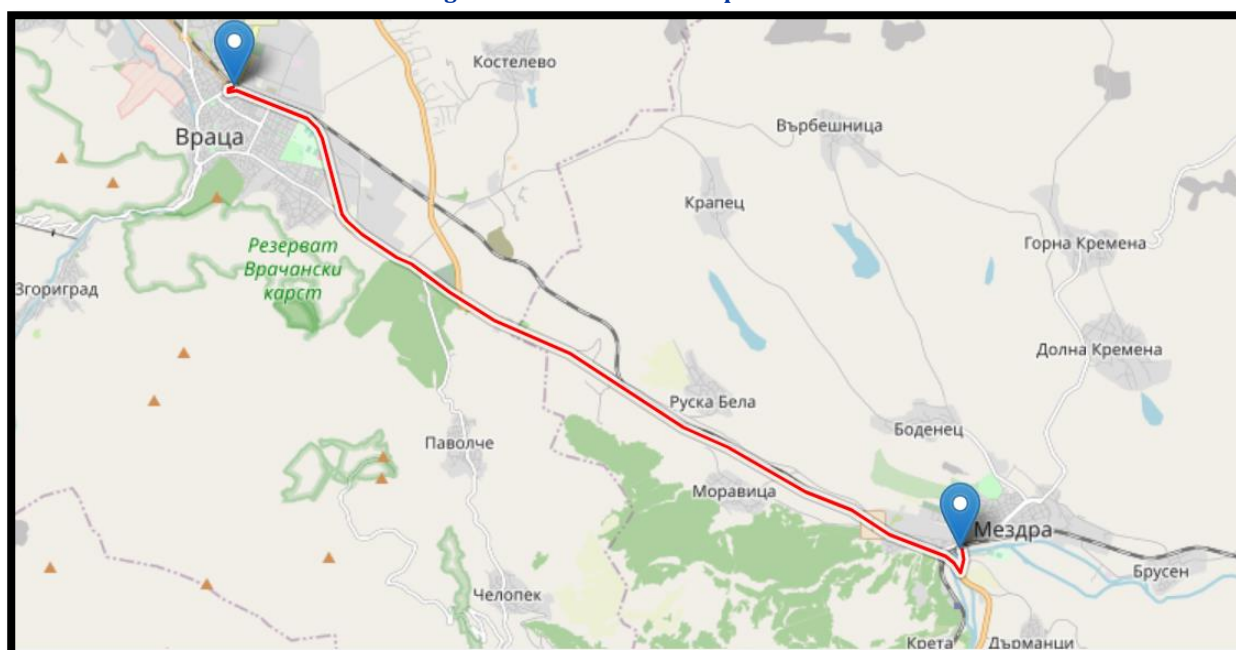 Костелево
Върбешница
Враца
Крапец
Горна Кремена
Резерват
Врачански
карст
Згориград
Долна Кремена
Руска Бела
Боденец
Паволче
Моравица
Мездра
Брусен
Челопек
Крета
Дърманци